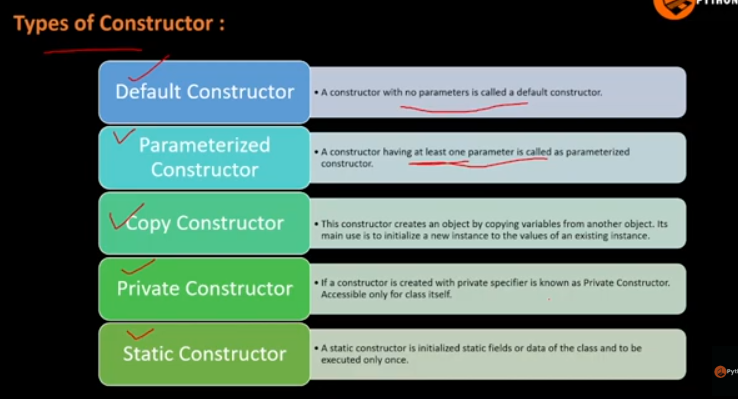 PYTHON
Types of Constructor :
Default Constructor
• A constructor with no parameters is called a default constructor.
Parameterized
Constructor
• A constructor having at least one parameter is called as parameterized
constructor.
Copy Constructor
• This constructor creates an object by copying variables from another object. Its
main use is to initialize a new instance to the values of an existing instance.
Private Constructor
• If a constructor is created with private specifier is known as Private Constructor.
Accessible only for class itself.
Static Constructor
• A static constructor is initialized static fields or data of the class and to be
executed only once.
Pyt